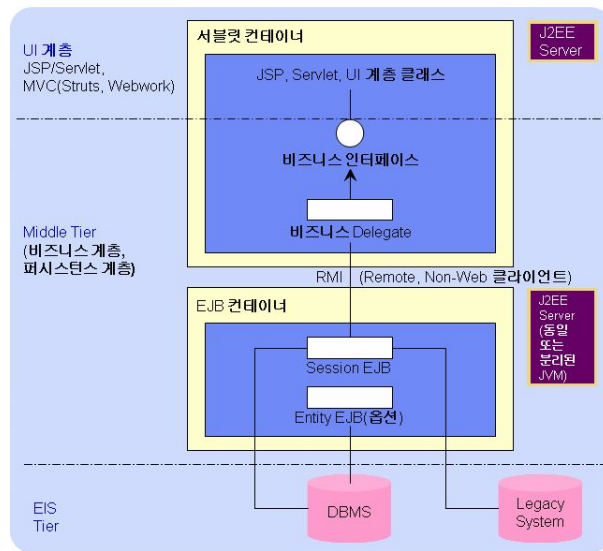 서블릿 컨테이너
J2EE
Server
UI 계층
JSP/Servlet,
MVC(Struts, Webwork)
JSP, Servlet, UI 계층 클래스
비즈니스 인터페이스
Middle Tier
(비즈니스 계층,
퍼시스턴스 계층)
비즈니스 Delegate
RMI (Remote, Non-Web 클라이언트)
EJB 컨테이너
J2EE
Server
(동일
또는
분리된
JVM)
Session EJB
Entity EJB(옵션)
EIS
Tier
DBMS
Legacy
System